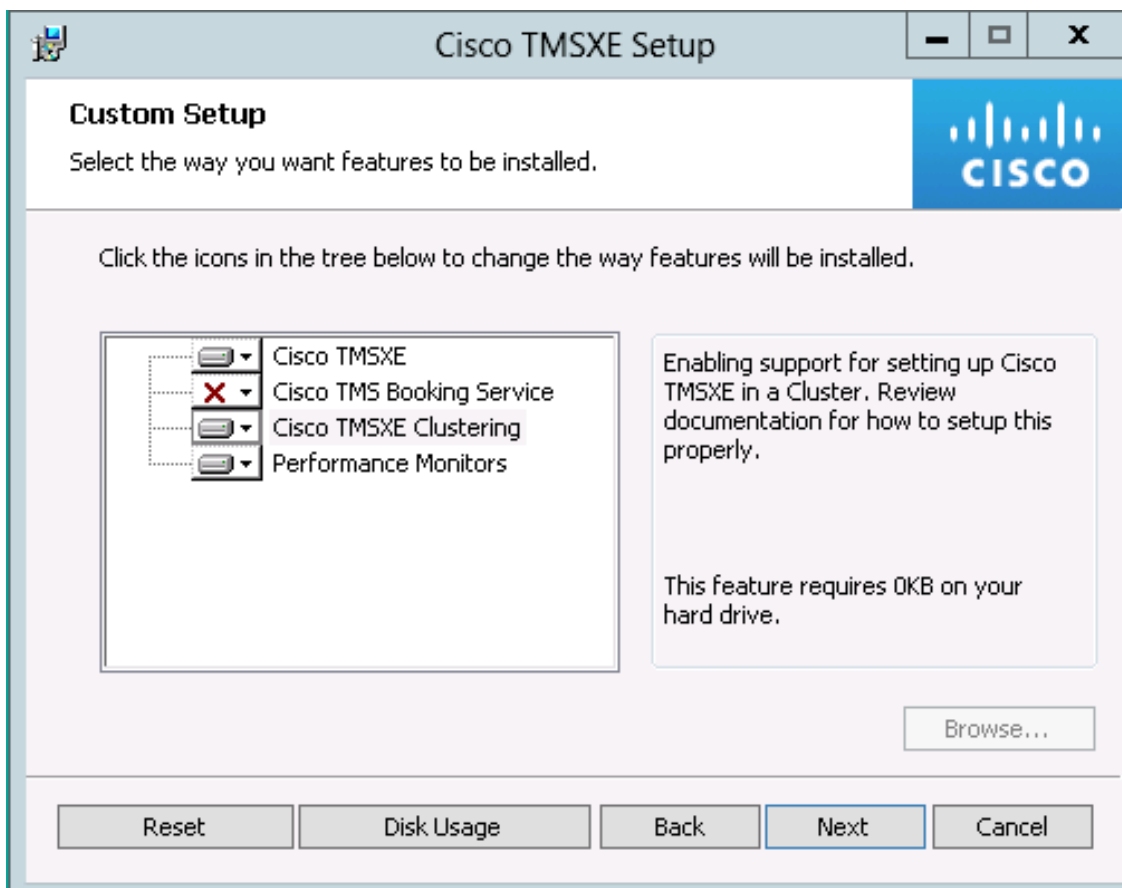 Cisco TMSXE Setup
Custom Setup
Select the way you want features to be installed.
CISCO
Click the icons in the tree below to change the way features will be installed.
Cisco TMSXE
Cisco TMS Booking Service
Cisco TMSXE Clustering
Performance Monitors
Enabling support for setting up Cisco
TMSXE in a Cluster. Review
documentation for how to setup this
properly.
This feature requires 0KB on your
hard drive.
Browse...
Reset
Disk Usage
Back
Next
Cancel